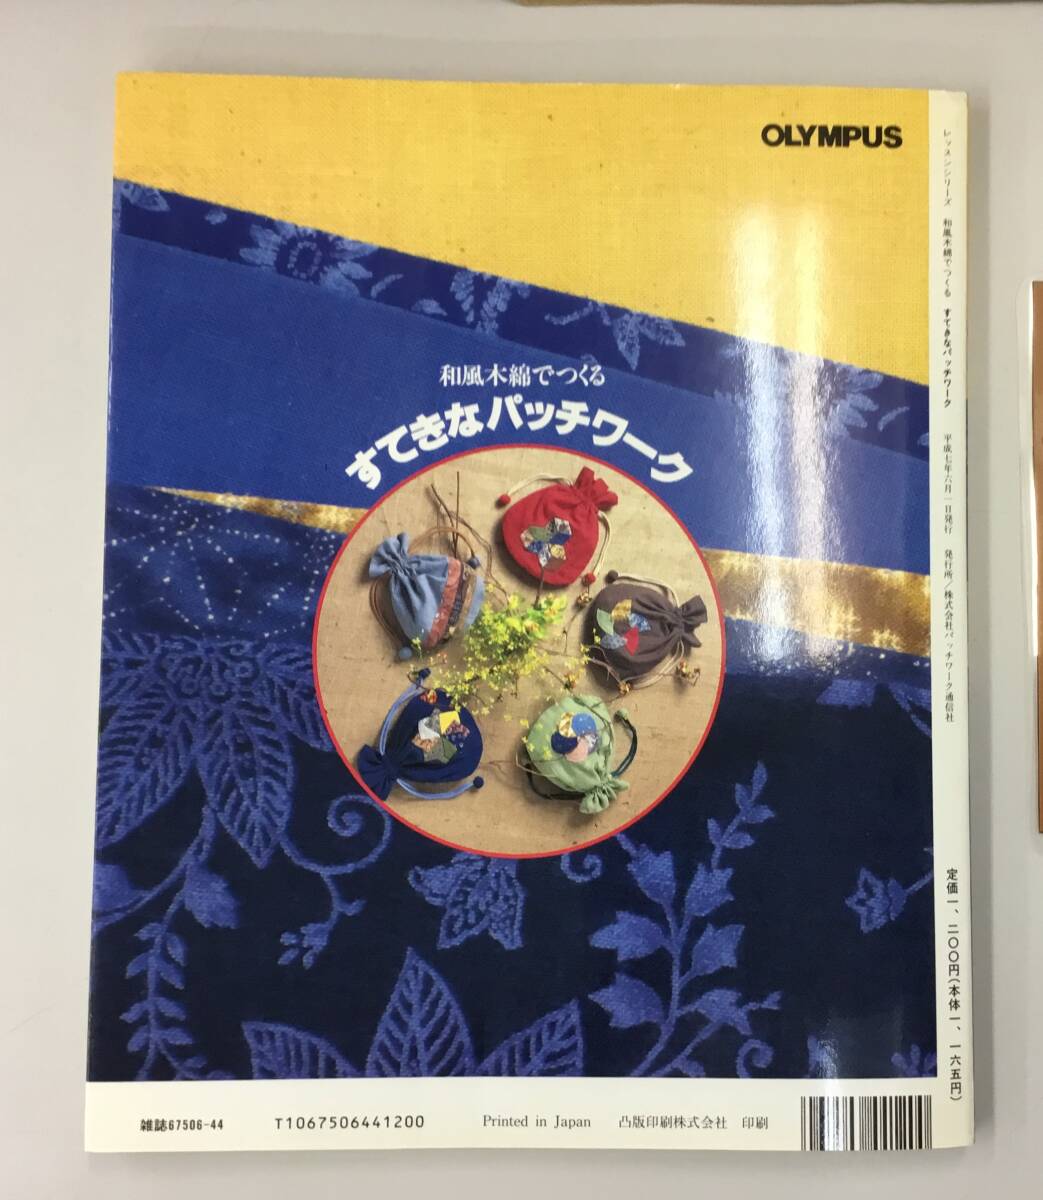 OLYMPUS
和風木綿でつくる
すてきなパッチワーク
レッスンシリーズ 和風木綿でつくる すてきなパッチワーク 平成七年六月一日発行 発行所／株式会社パッチワーク通信社
定価一、二〇〇円(本体一、一六五円)
雑誌67506-44 T1067506441200 Printed in Japan 凸版印刷株式会社 印刷